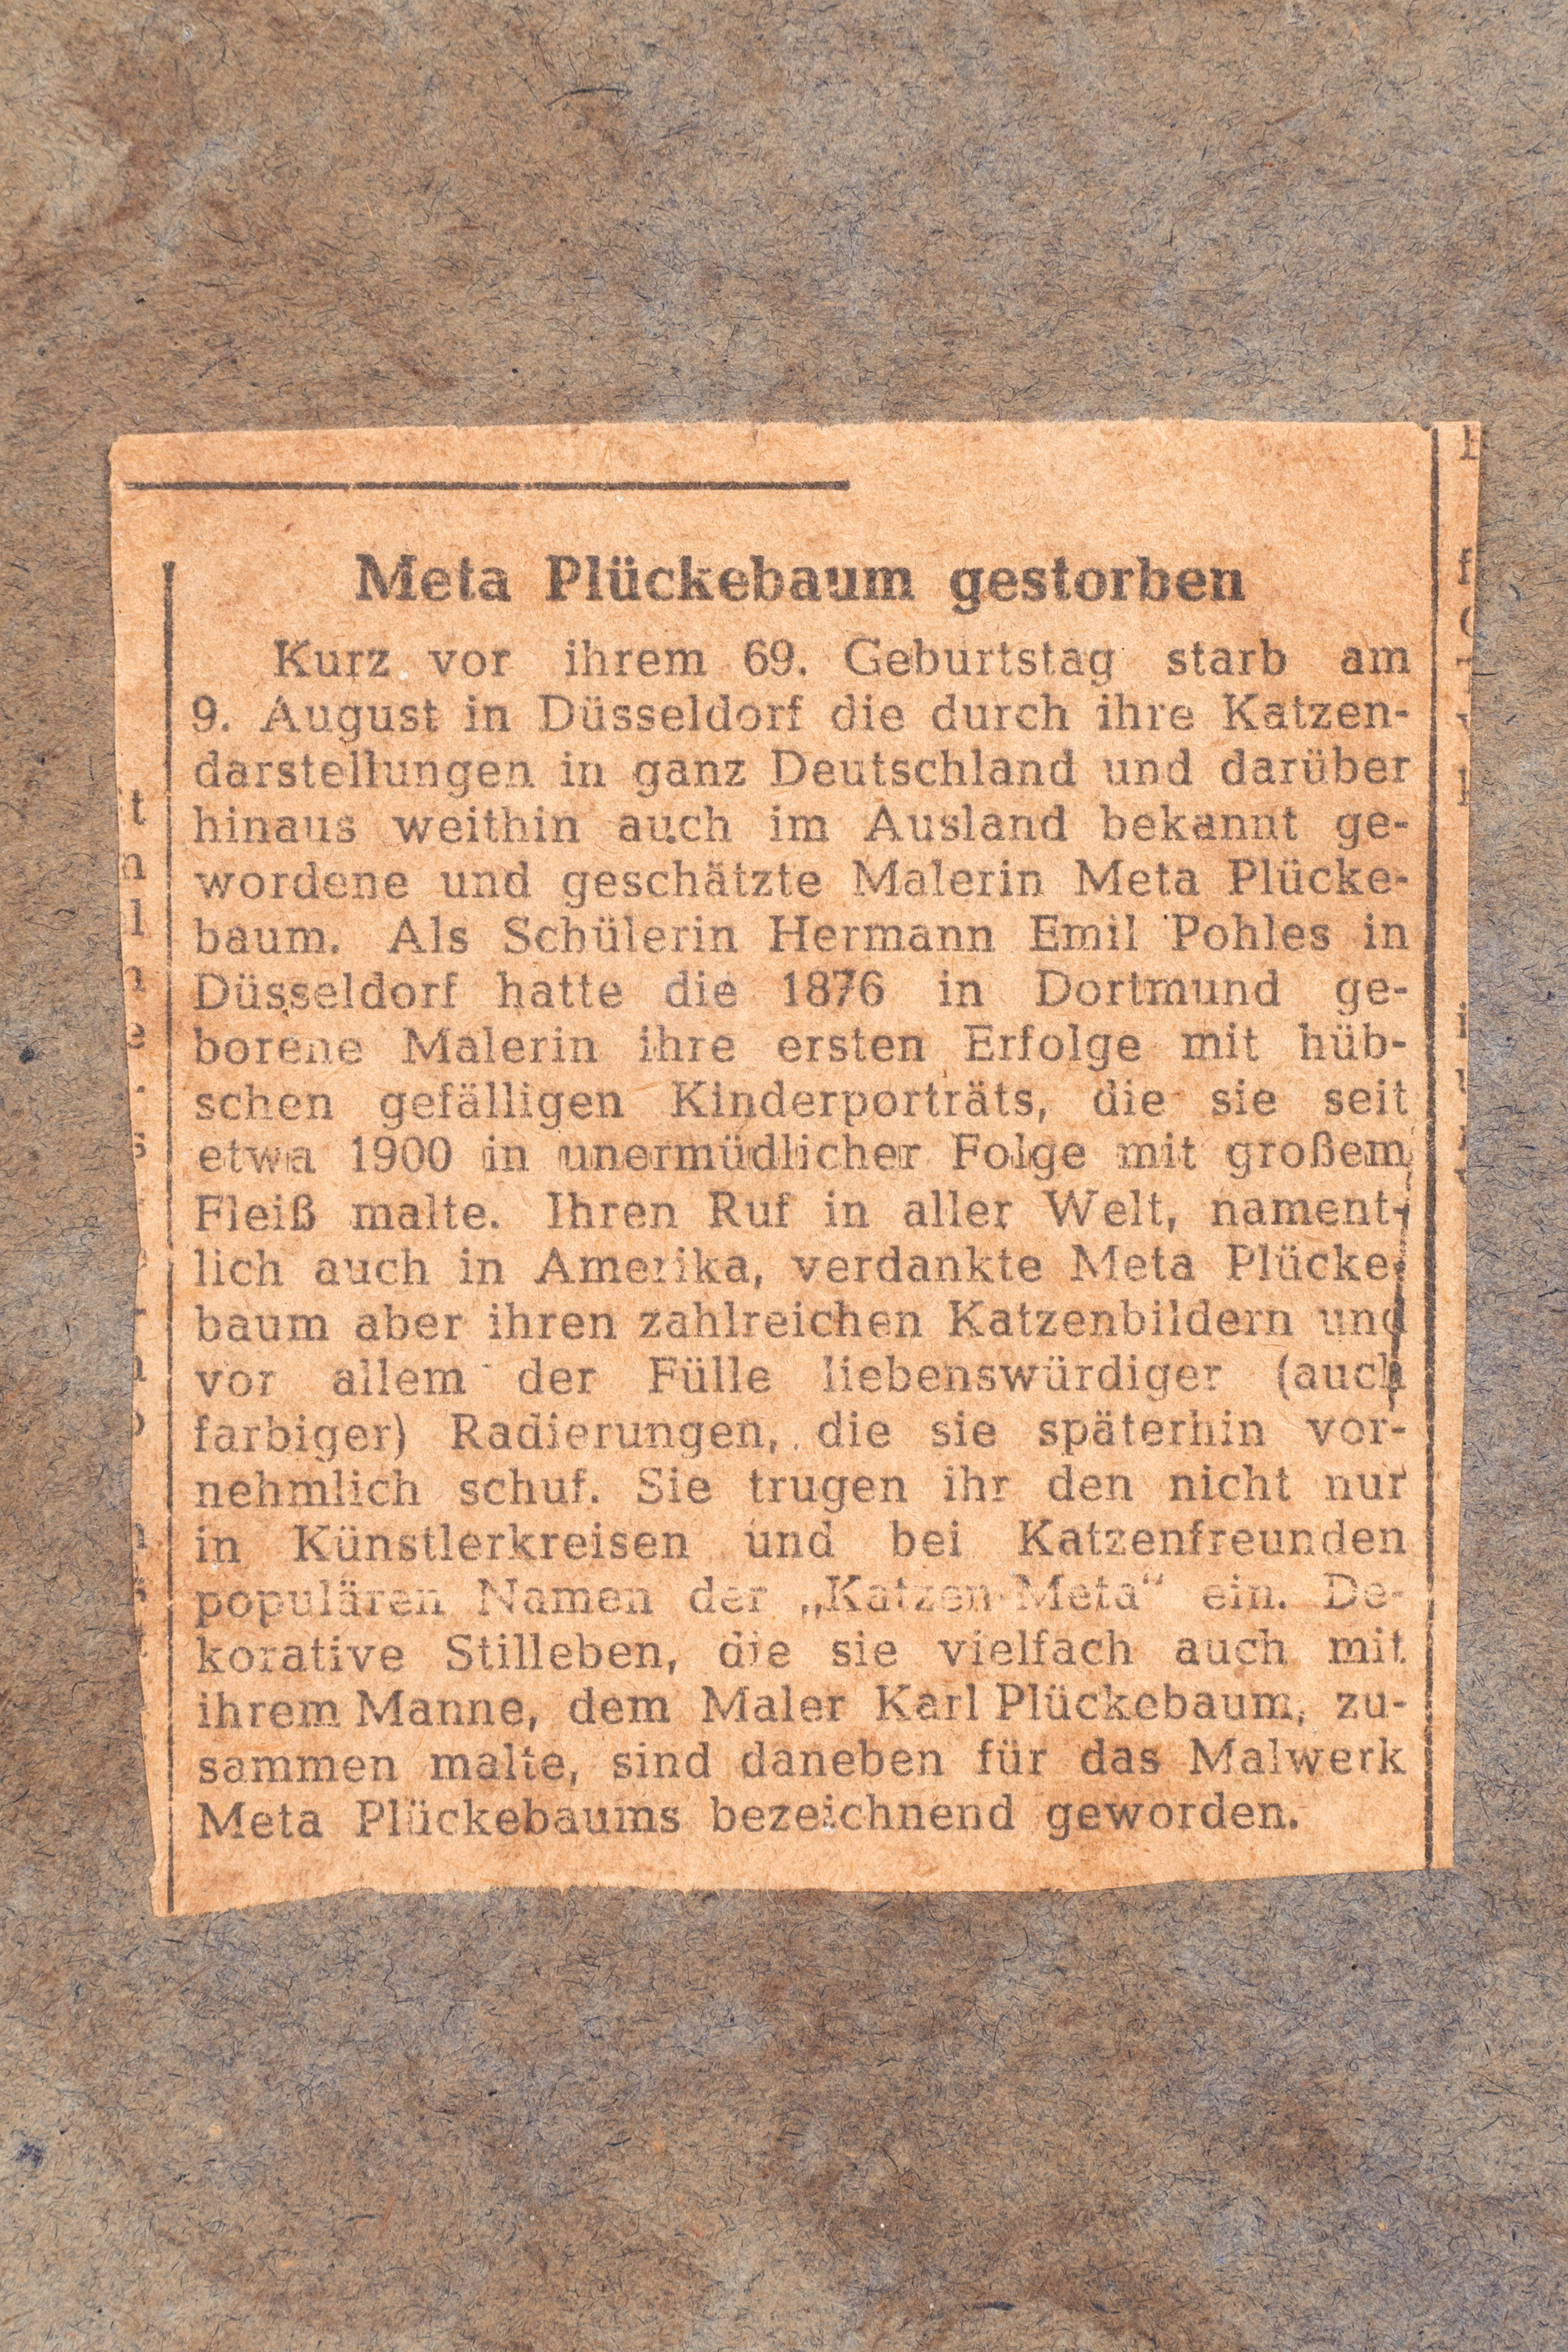 Meta Plückebaum gestorben
Kurz vor ihrem 69. Geburtstag starb am
9. August in Düsseldorf die durch ihre Katzen-
darstellungen in ganz Deutschland und darüber
hinaus weithin auch im Ausland bekannt ge-
wordene und geschätzte Malerin Meta Plücke-
baum. Als Schülerin Hermann Emil Pohles in
Düsseldorf hatte die 1876 in Dortmund ge-
borene Malerin ihre ersten Erfolge mit hüb-
schen gefälligen Kinderporträts, die sie seit
etwa 1900 in unermüdlicher Folge mit großem
Fleiß malte. Ihren Ruf in aller Welt, nament-
lich auch in Amerika, verdankte Meta Plücke-
baum aber ihren zahlreichen Katzenbildern und
vor allem der Fülle liebenswürdiger (auch
farbiger) Radierungen, die sie späterhin vor-
nehmlich schuf. Sie trugen ihr den nicht nur
in Künstlerkreisen und bei Katzenfreunden
populären Namen der „Katzen-Meta“ ein. De-
korative Stilleben, die sie vielfach auch mit
ihrem Manne, dem Maler Karl Plückebaum, zu-
sammen malte, sind daneben für das Malwerk
Meta Plückebaums bezeichnend geworden.